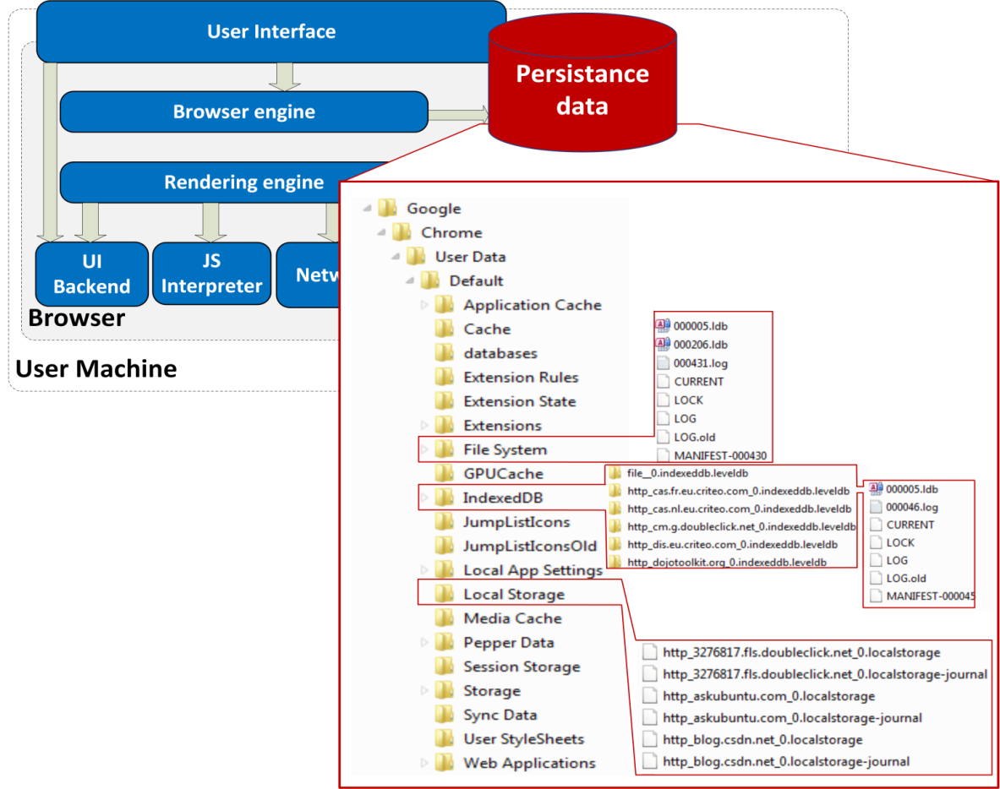 User Interface
Persistance
data
Browser engine
Rendering engine
UI
Backend
JS
Interpreter
Netw
Browser
User Machine
Google
Chrome
User Data
Default
Application Cache
Cache
databases
Extension Rules
Extension State
Extensions
File System
GPUCache
IndexedDB
JumpListIcons
JumpListIconsOld
Local App Settings
Local Storage
Media Cache
Pepper Data
Session Storage
Storage
Sync Data
User StyleSheets
Web Applications
000005.ldb
000206.ldb
000431.log
CURRENT
LOCK
LOG
LOG.old
MANIFEST-000430
file__0.indexeddb.leveldb
http_cas.fr.eu.criteo.com_0.indexeddb.leveldb
http_cas.nl.eu.criteo.com_0.indexeddb.leveldb
http_cm.g.doubleclick.net_0.indexeddb.leveldb
http_dis.eu.criteo.com_0.indexeddb.leveldb
http_dojotoolkit.org_0.indexeddb.leveldb
000005.ldb
000046.log
CURRENT
LOCK
LOG
LOG.old
MANIFEST-000045
http_3276817.fls.doubleclick.net_0.localstorage
http_3276817.fls.doubleclick.net_0.localstorage-journal
http_askubuntu.com_0.localstorage
http_askubuntu.com_0.localstorage-journal
http_blog.csdn.net_0.localstorage
http_blog.csdn.net_0.localstorage-journal